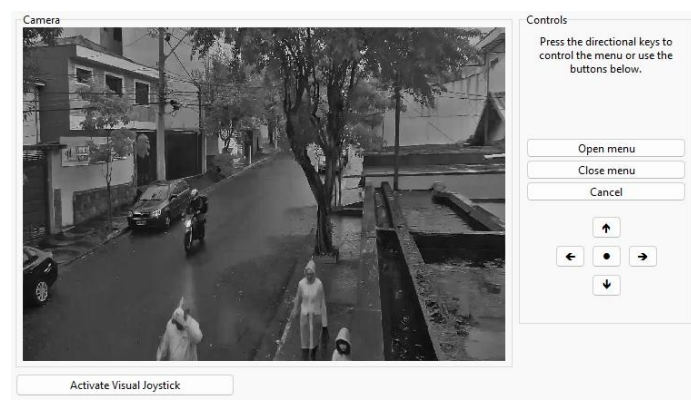 Camera
Controls
Press the directional keys to
control the menu or use the
buttons below.
Open menu
Close menu
Cancel
Activate Visual Joystick